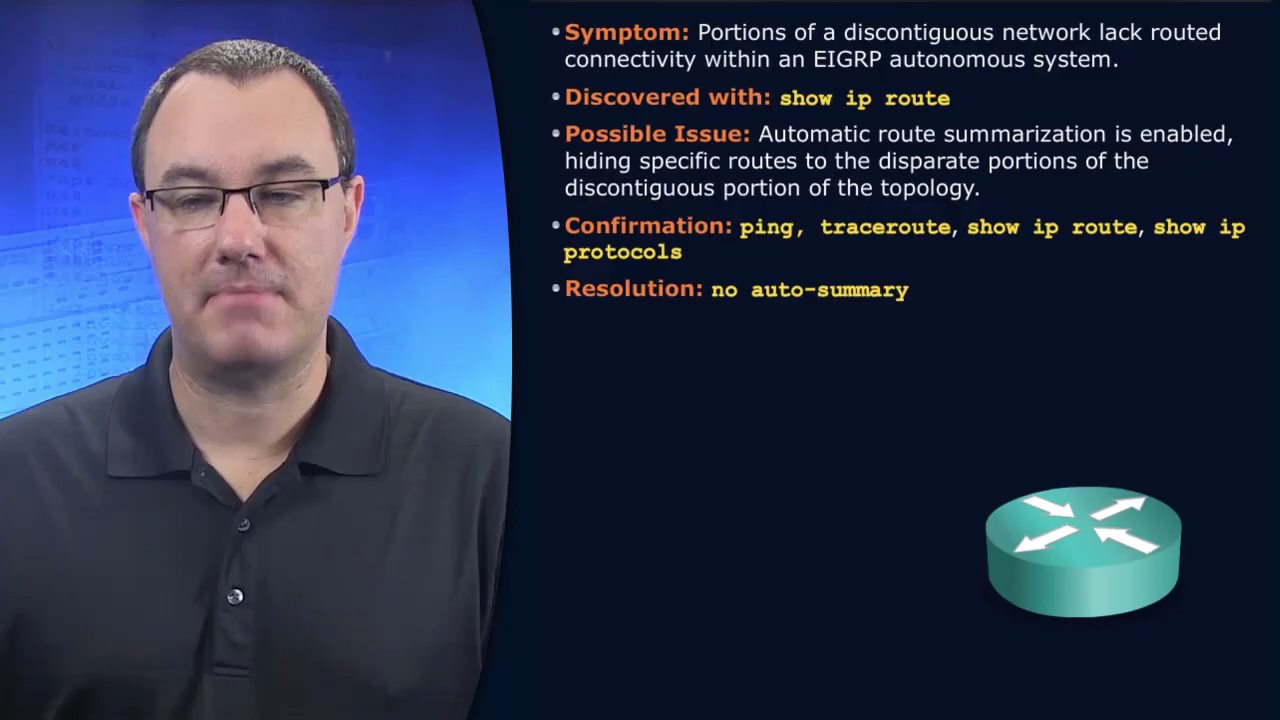 • Symptom: Portions of a discontiguous network lack routed
connectivity within an EIGRP autonomous system.
• Discovered with: show ip route
• Possible Issue: Automatic route summarization is enabled,
hiding specific routes to the disparate portions of the
discontiguous portion of the topology.
• Confirmation: ping, traceroute, show ip route, show ip
protocols
• Resolution: no auto-summary